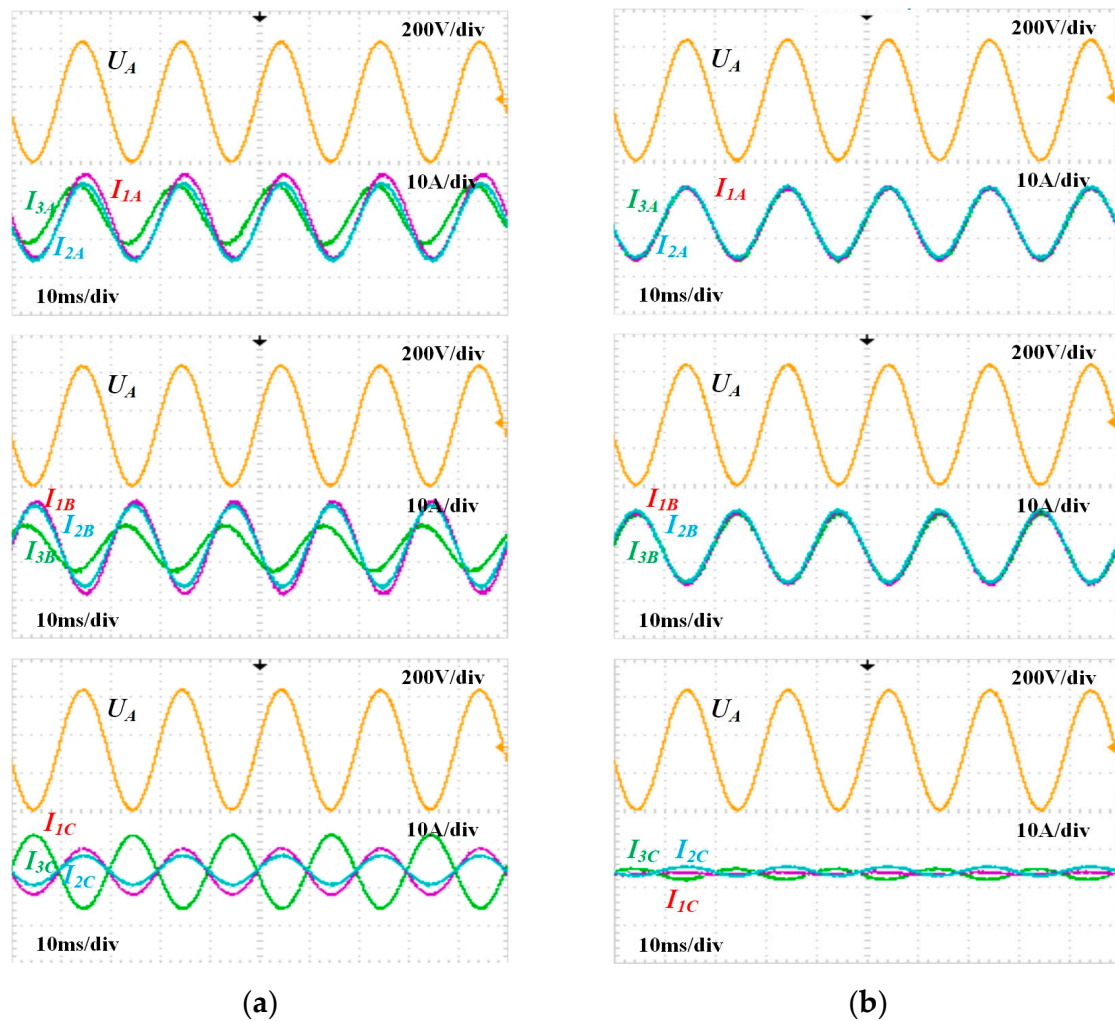 200V/div
U_A
I_3A I_1A 10A/div
I_2A
10ms/div
200V/div
U_A
I_1B 10A/div
I_2B
I_3B
10ms/div
200V/div
U_A
I_1C 10A/div
I_3C I_2C
10ms/div
(a)
200V/div
U_A
I_3A I_1A 10A/div
I_2A
10ms/div
200V/div
U_A
I_1B 10A/div
I_2B
I_3B
10ms/div
200V/div
U_A
10A/div
I_3C I_2C
I_1C
10ms/div
(b)